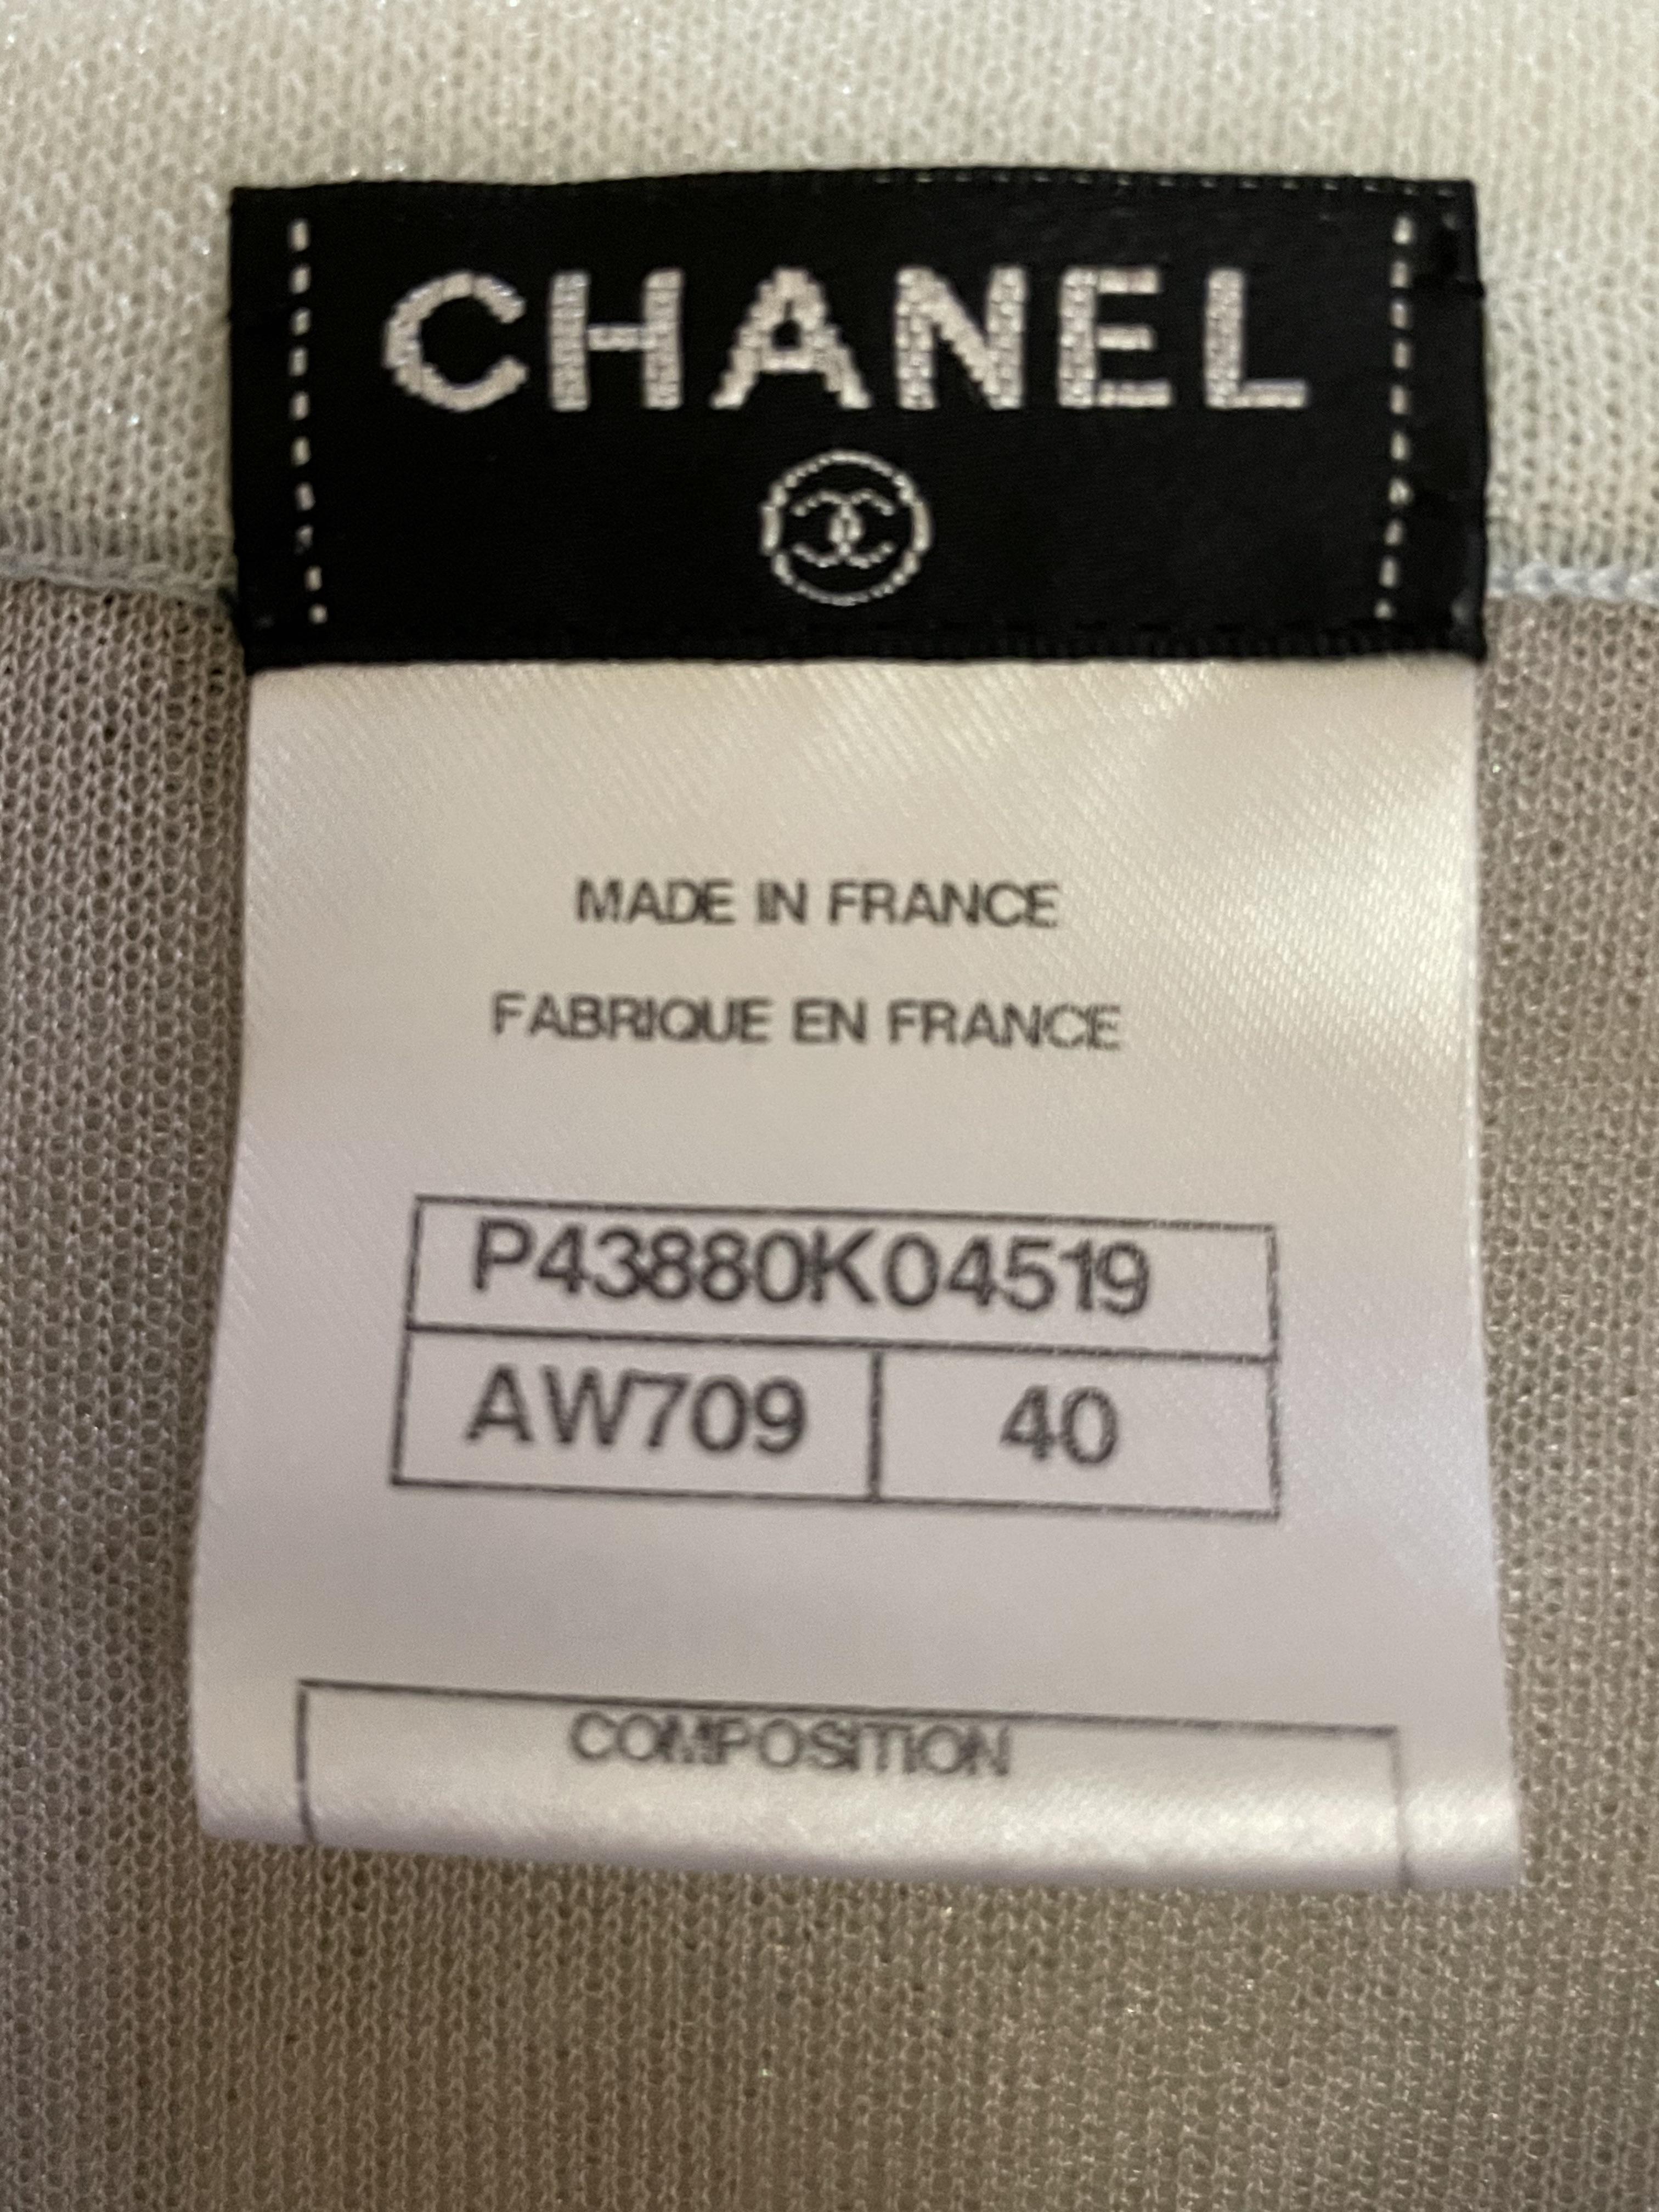 CHANEL
MADE IN FRANCE
FABRIQUE EN FRANCE
P43880K04519
AW709 40
COMPOSITION